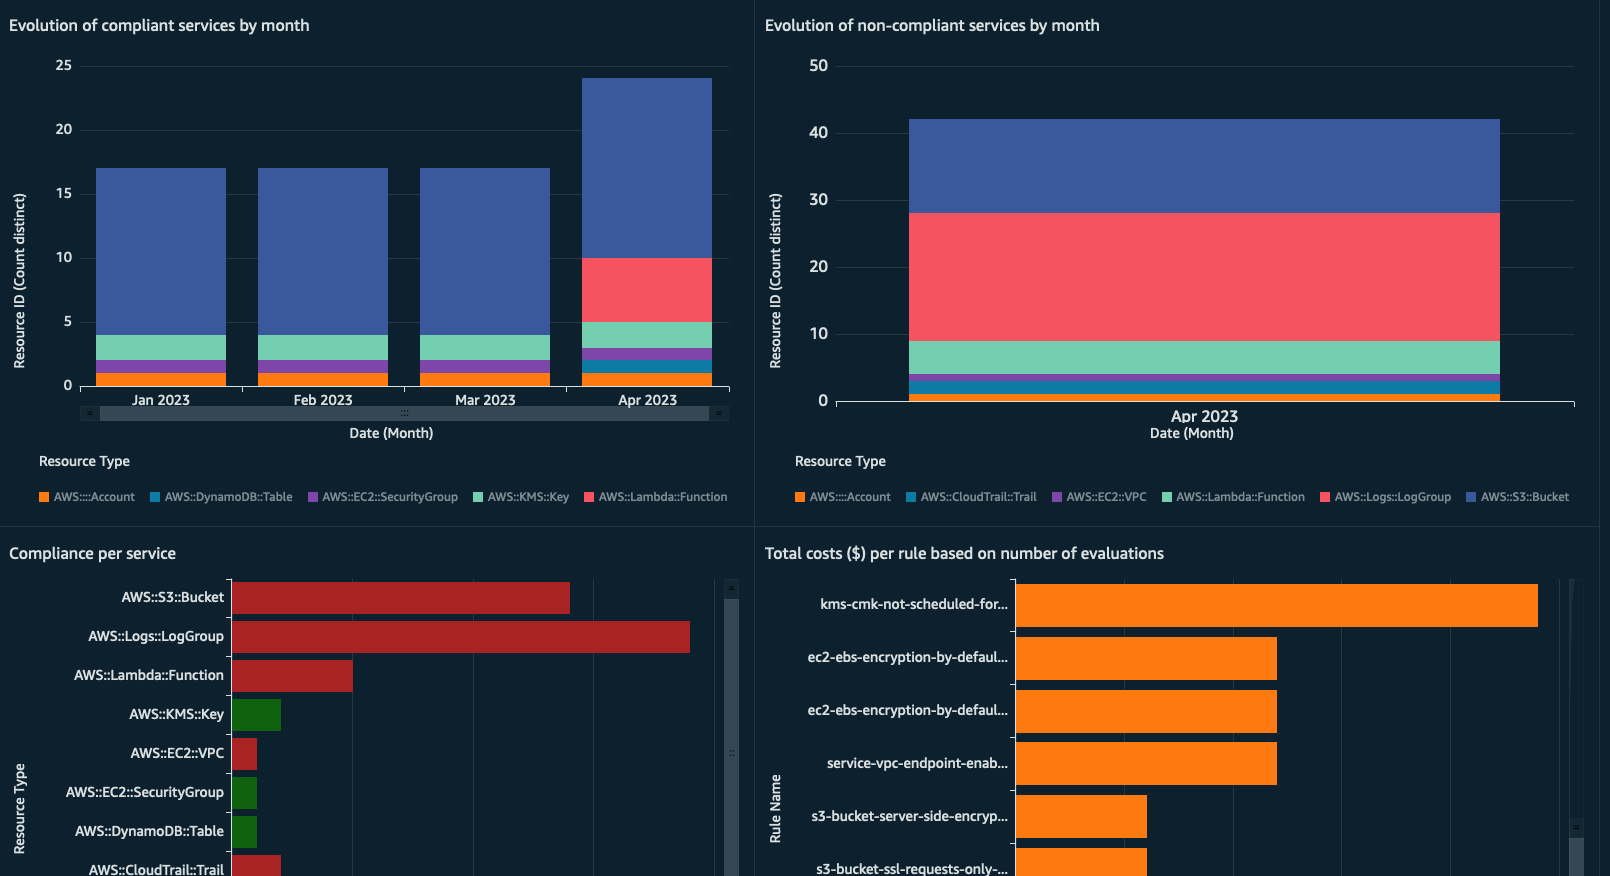 Evolution of compliant services by month
25
20
15
10
5
0
Resource ID (Count distinct)
Jan 2023
Feb 2023
Mar 2023
Apr 2023
Date (Month)
Resource Type
AWS::::Account
AWS::DynamoDB::Table
AWS::EC2::SecurityGroup
AWS::KMS::Key
AWS::Lambda::Function
Evolution of non-compliant services by month
50
40
30
20
10
0
Resource ID (Count distinct)
Apr 2023
Date (Month)
Resource Type
AWS::::Account
AWS::CloudTrail::Trail
AWS::EC2::VPC
AWS::Lambda::Function
AWS::Logs::LogGroup
AWS::S3::Bucket
Compliance per service
Resource Type
AWS::S3::Bucket
AWS::Logs::LogGroup
AWS::Lambda::Function
AWS::KMS::Key
AWS::EC2::VPC
AWS::EC2::SecurityGroup
AWS::DynamoDB::Table
AWS::CloudTrail::Trail
Total costs ($) per rule based on number of evaluations
Rule Name
kms-cmk-not-scheduled-for...
ec2-ebs-encryption-by-defaul...
ec2-ebs-encryption-by-defaul...
service-vpc-endpoint-enab...
s3-bucket-server-side-encryp...
s3-bucket-ssl-requests-only-...